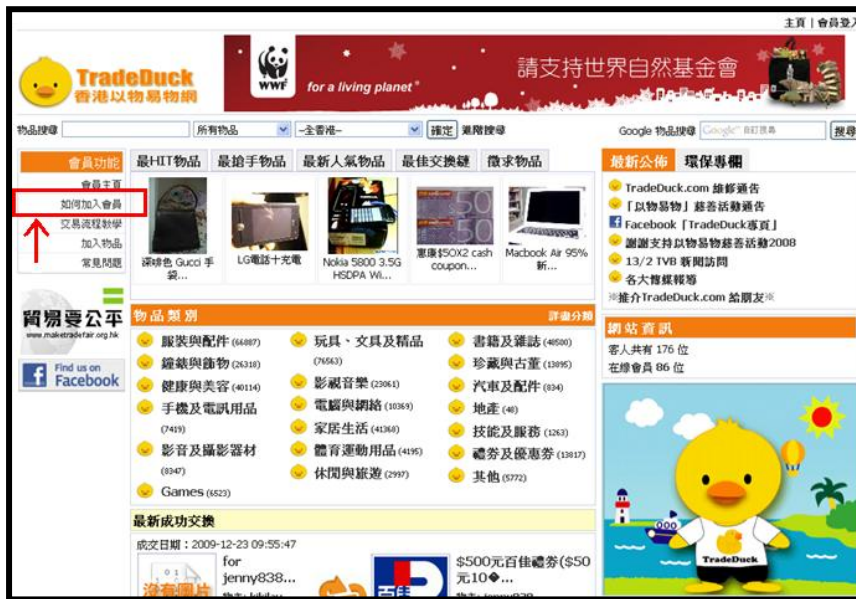 主頁 | 會員登入
TradeDuck
香港以物易物網
WWF
for a living planet®
請支持世界自然基金會
物品搜尋
所有物品
-全香港-
確定
進階搜尋
Google 物品搜尋
Google™ 自訂搜尋
搜尋
會員功能
會員主頁
如何加入會員
交易流程教學
加入物品
常見問題
貿易要公平
www.maketradefair.org.hk
Find us on
Facebook
最HIT物品
最搶手物品
最新人氣物品
最佳交換鏈
徵求物品
深啡色 Gucci 手袋...
LG電話十充電
Nokia 5800 3.5G
HSDPA Wi...
惠康$50X2 cash
coupon...
Macbook Air 95%
新...
物品類別
詳盡分類
服裝與配件 (66887)
鐘錶與飾物 (26318)
健康與美容 (40114)
手機及電訊用品
(7419)
影音及攝影器材
(8347)
Games (6523)
玩具、文具及精品
(76563)
影視音樂 (23061)
電腦與網絡 (10369)
家居生活 (41368)
體育運動用品 (4195)
休閒與旅遊 (2997)
書籍及雜誌 (40580)
珍藏與古董 (13895)
汽車及配件 (834)
地產 (48)
技能及服務 (1263)
禮券及優惠券 (13817)
其他 (5772)
最新成功交換
成交日期：2009-12-23 09:55:47
沒有圖片
for
jenny838...
百佳
$500元百佳禮券($50
元10�...
最新公佈
環保專欄
TradeDuck.com 維修通告
「以物易物」慈善活動通告
Facebook「TradeDuck專頁」
謝謝支持以物易物慈善活動2008
13/2 TVB 新聞訪問
各大傳媒報導
※推介TradeDuck.com 給朋友※
網站資訊
客人共有 176 位
在線會員 86 位
TradeDuck